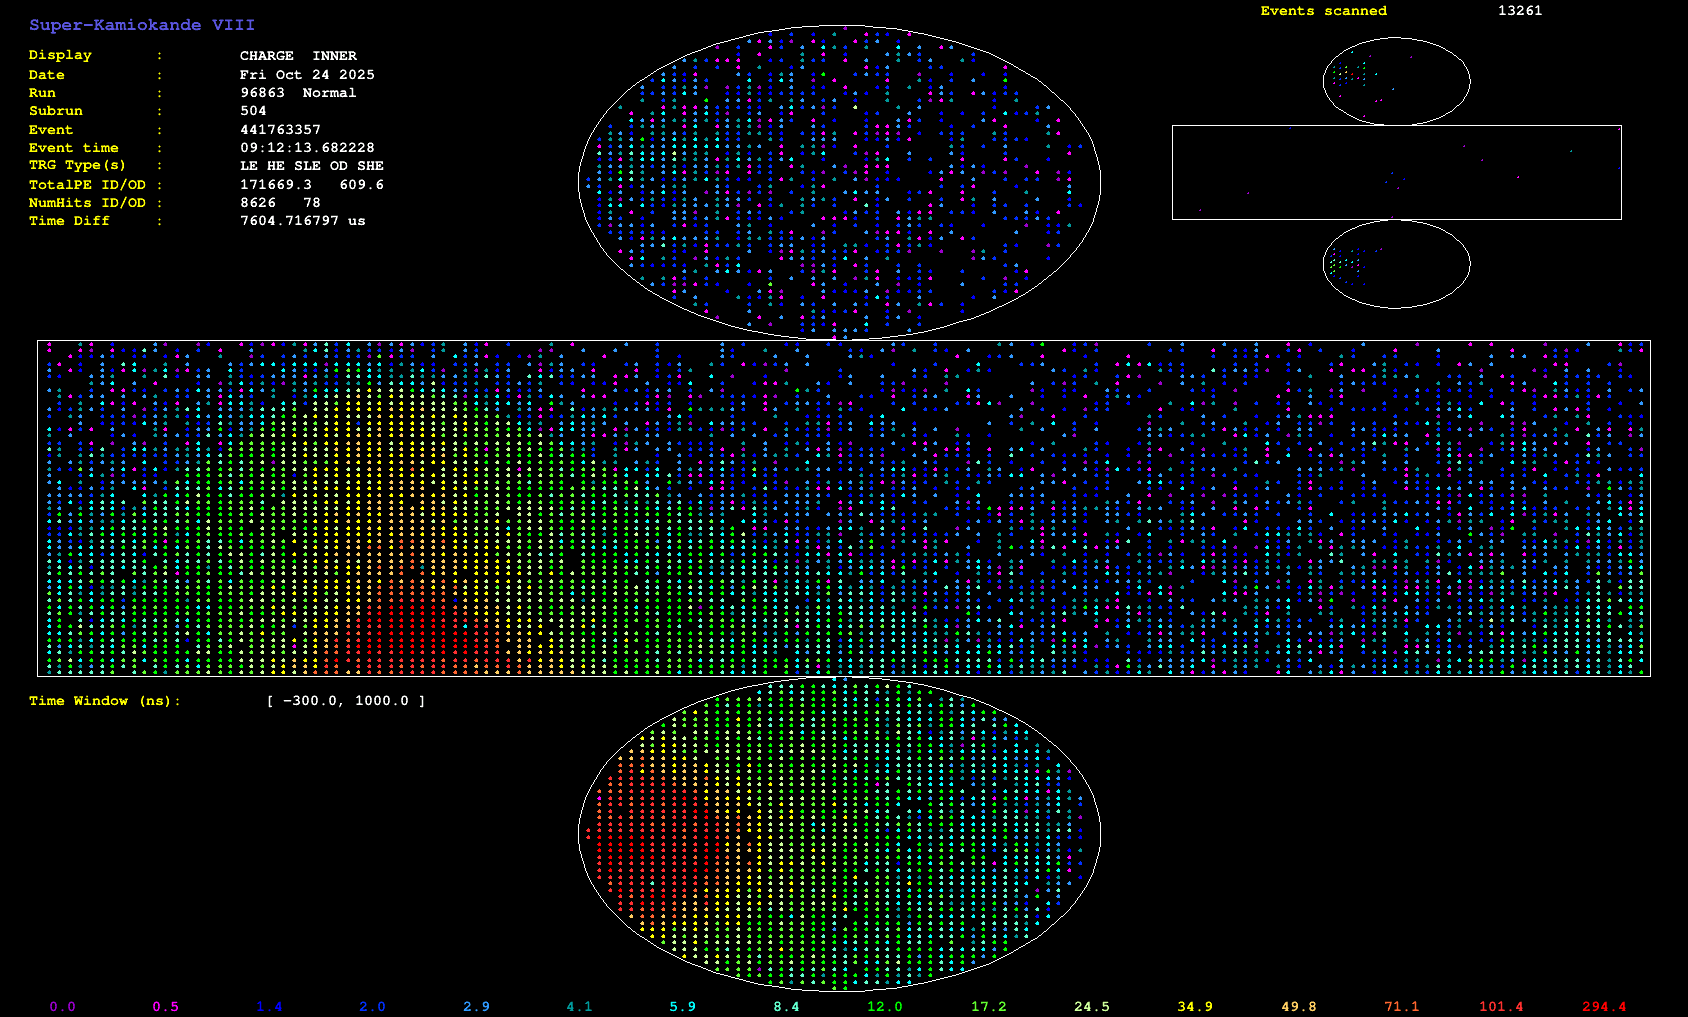 Super-Kamiokande VIII
Events scanned 13261
Display : CHARGE INNER
Date : Fri Oct 24 2025
Run : 96863 Normal
Subrun : 504
Event : 441763357
Event time : 09:12:13.682228
TRG Type(s) : LE HE SLE OD SHE
TotalPE ID/OD : 171669.3 609.6
NumHits ID/OD : 8626 78
Time Diff : 7604.716797 us
Time Window (ns): [ -300.0, 1000.0 ]
0.0 0.5 1.4 2.0 2.9 4.1 5.9 8.4 12.0 17.2 24.5 34.9 49.8 71.1 101.4 294.4